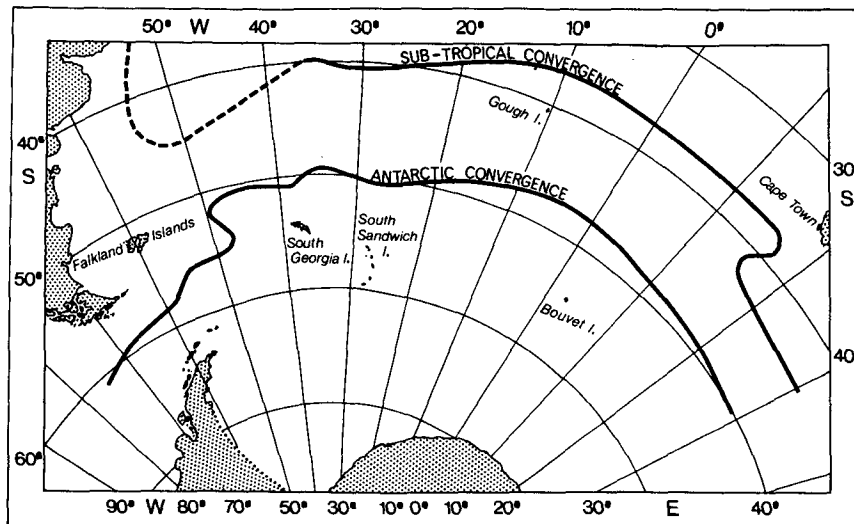 50° W 40° 30° 20° 10° 0°
SUB-TROPICAL CONVERGENCE
Gough I.
40°
S
30°
S
ANTARCTIC CONVERGENCE
Cape Town
Falkland Islands
South
Georgia I.
South
Sandwich
I.
50°
Bouvet I.
40°
60°
90° W 80° 70° 50° 30° 10° 0° 10° 20° 30° E 40°